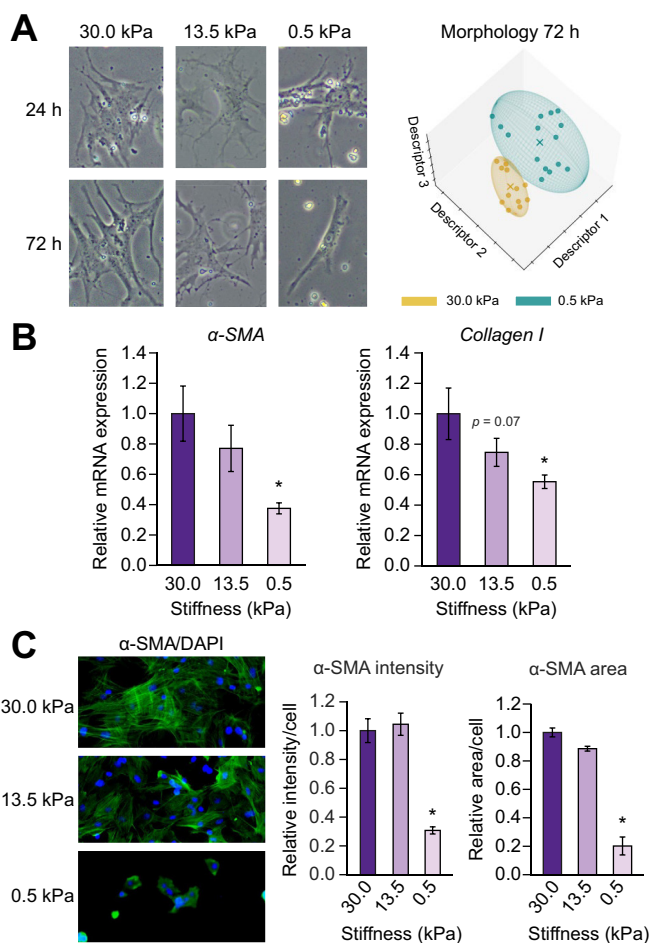 A
30.0 kPa 13.5 kPa 0.5 kPa
24 h
72 h
Morphology 72 h
Descriptor 3
Descriptor 2
Descriptor 1
30.0 kPa 0.5 kPa
B
α-SMA
Relative mRNA expression
1.4
1.2
1.0
0.8
0.6
0.4
0.2
0.0
*
30.0 13.5 0.5
Stiffness (kPa)
Collagen I
Relative mRNA expression
1.4
1.2
1.0
0.8
0.6
0.4
0.2
0.0
p = 0.07
*
30.0 13.5 0.5
Stiffness (kPa)
C
α-SMA/DAPI
30.0 kPa
13.5 kPa
0.5 kPa
α-SMA intensity
Relative intensity/cell
1.2
1.0
0.8
0.6
0.4
0.2
0.0
*
30.0 13.5 0.5
Stiffness (kPa)
α-SMA area
Relative area/cell
1.2
1.0
0.8
0.6
0.4
0.2
0.0
*
30.0 13.5 0.5
Stiffness (kPa)